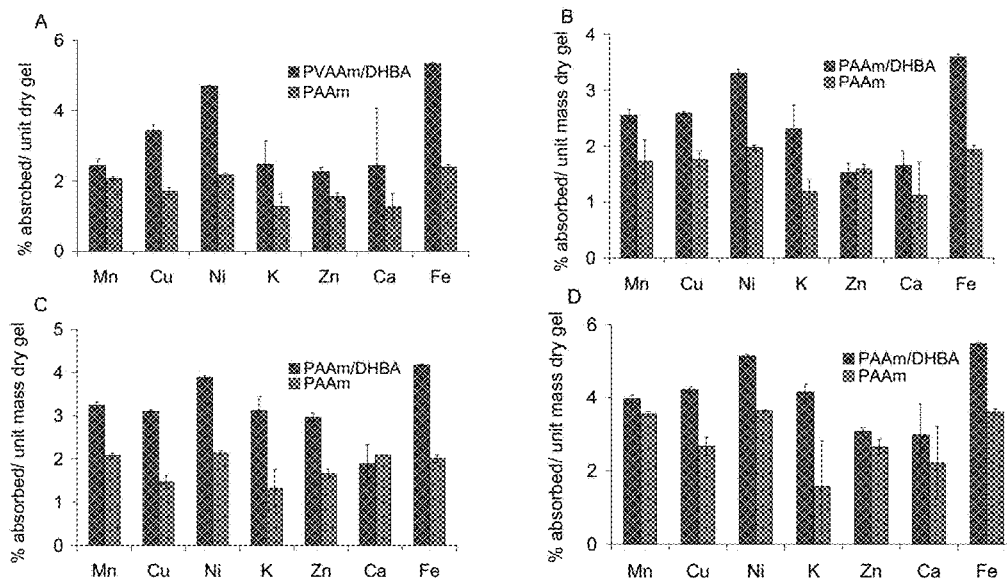 A
% absrobed/ unit dry gel
6
4
2
0
PVAAm/DHBA
PAAm
Mn Cu Ni K Zn Ca Fe
B
% absorbed/ unit mass dry gel
4
3
2
1
0
PAAm/DHBA
PAAm
Mn Cu Ni K Zn Ca Fe
C
% absorbed/ unit mass dry gel
5
4
3
2
1
0
PAAm/DHBA
PAAm
Mn Cu Ni K Zn Ca Fe
D
% absorbed/ unit mass dry gel
6
4
2
0
PAAm/DHBA
PAAm
Mn Cu Ni K Zn Ca Fe